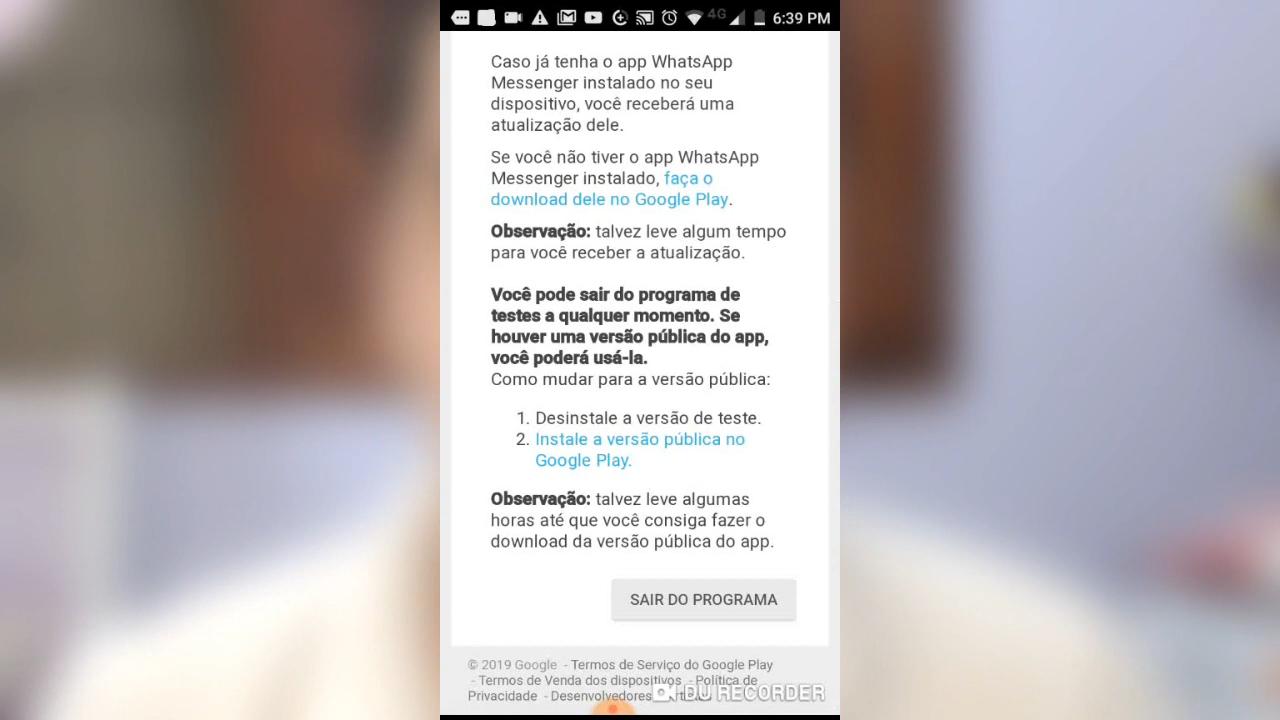 4G 6:39 PM
Caso já tenha o app WhatsApp
Messenger instalado no seu
dispositivo, você receberá uma
atualização dele.
Se você não tiver o app WhatsApp
Messenger instalado, faça o
download dele no Google Play.
Observação: talvez leve algum tempo
para você receber a atualização.
Você pode sair do programa de
testes a qualquer momento. Se
houver uma versão pública do app,
você poderá usá-la.
Como mudar para a versão pública:
1. Desinstale a versão de teste.
2. Instale a versão pública no
Google Play.
Observação: talvez leve algumas
horas até que você consiga fazer o
download da versão pública do app.
SAIR DO PROGRAMA
© 2019 Google - Termos de Serviço do Google Play
- Termos de Venda dos dispositivos - Política de
Privacidade - Desenvolvedores
DU RECORDER